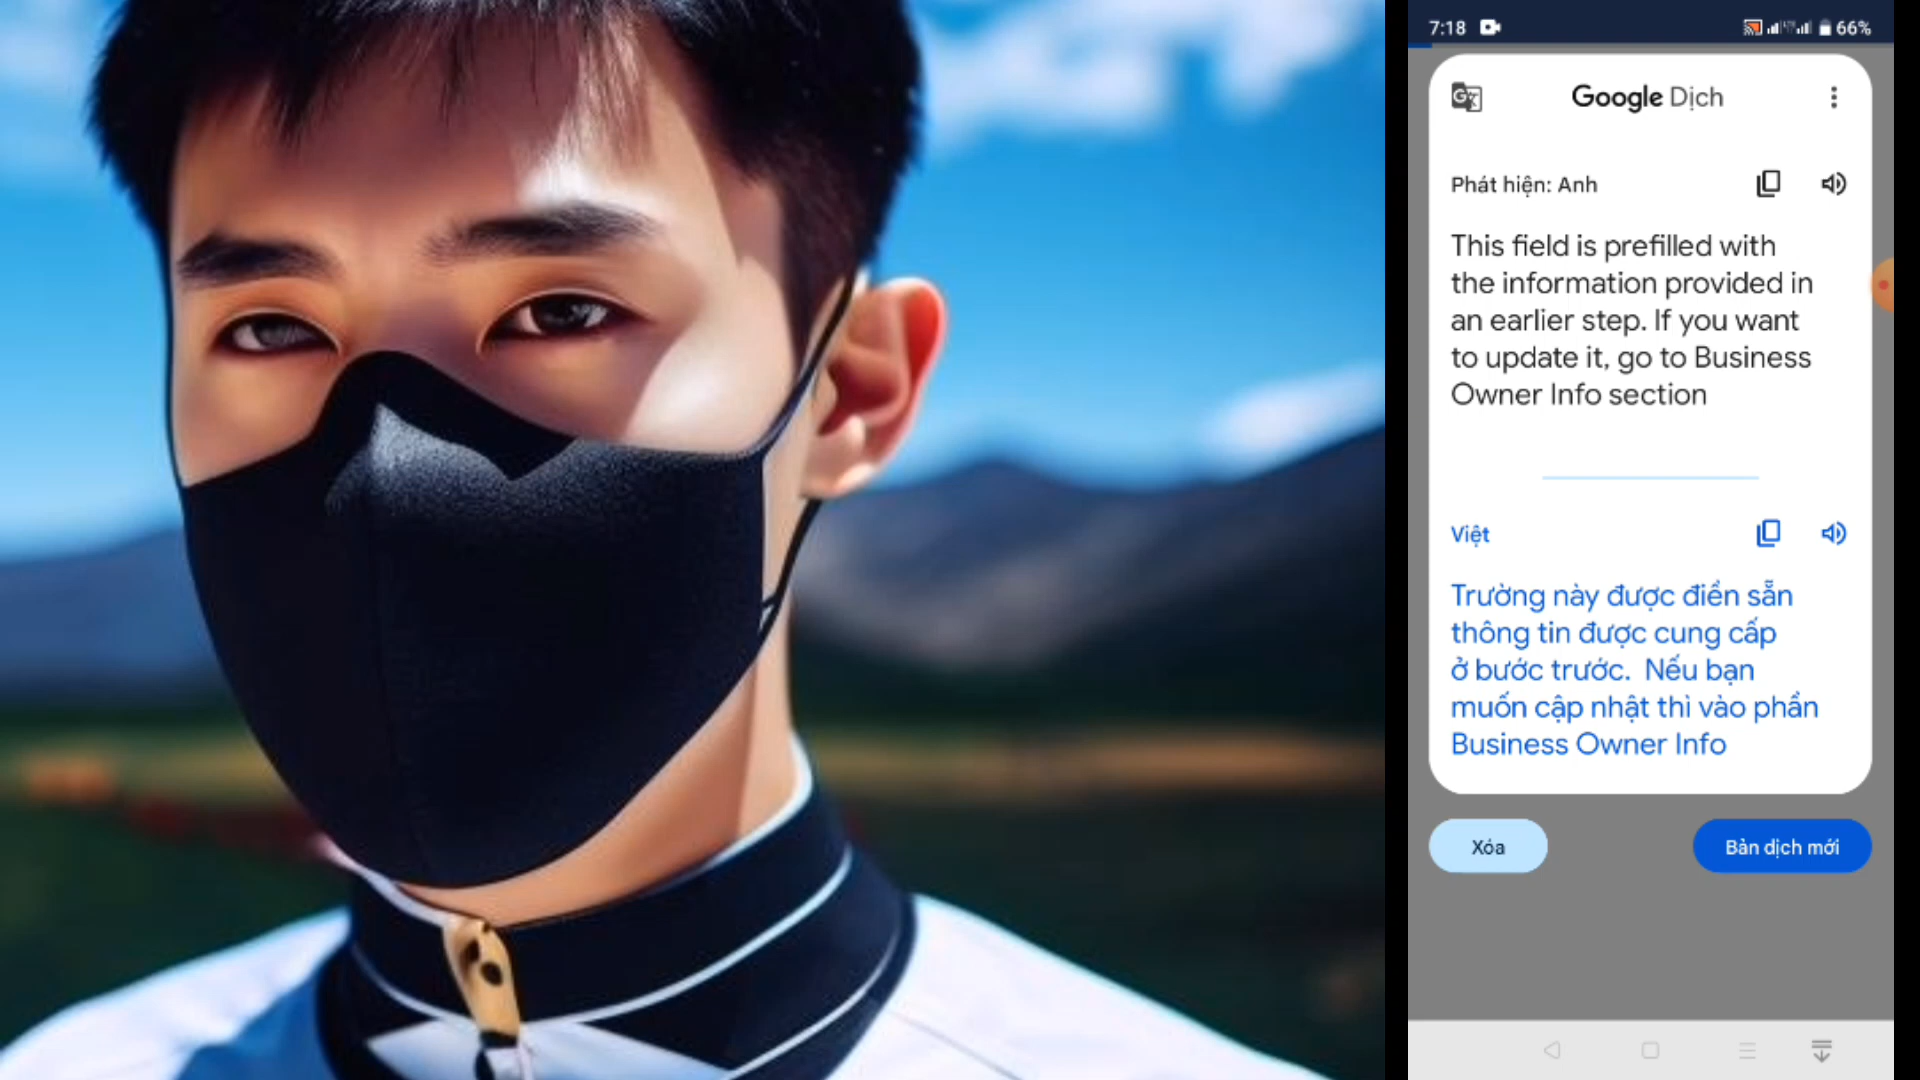 7:18
66%
Google Dịch
Phát hiện: Anh
This field is prefilled with
the information provided in
an earlier step. If you want
to update it, go to Business
Owner Info section
Việt
Trường này được điền sẵn
thông tin được cung cấp
ở bước trước. Nếu bạn
muốn cập nhật thì vào phần
Business Owner Info
Xóa
Bản dịch mới